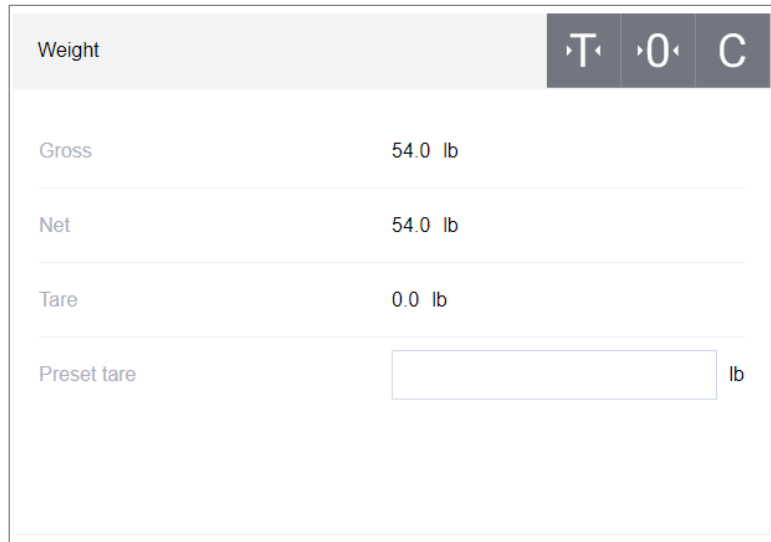 Weight T 0 C
Gross 54.0 lb
Net 54.0 lb
Tare 0.0 lb
Preset tare lb